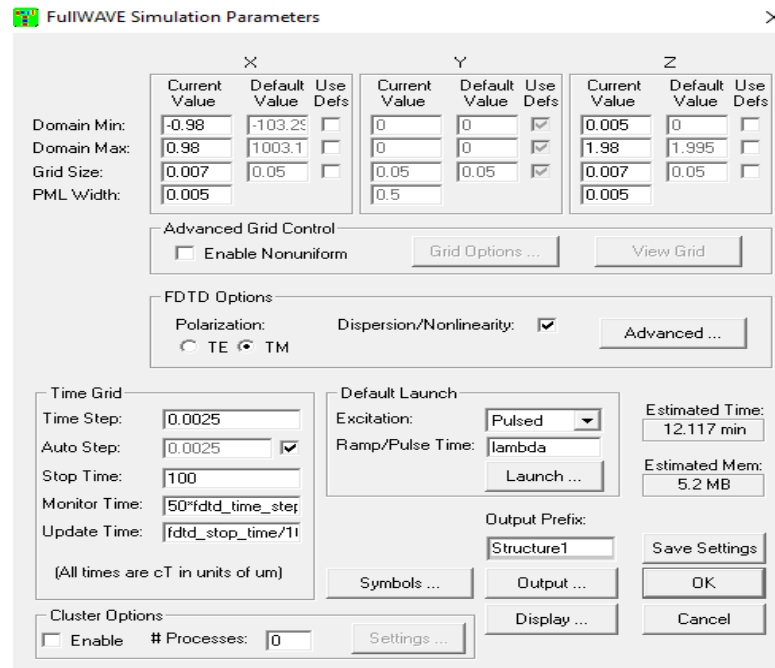 FullWAVE Simulation Parameters
X Y Z
Current Value Default Value Use Defs Current Value Default Value Use Defs Current Value Default Value Use Defs
Domain Min: -0.98 -103.29 0 0 0.005 0
Domain Max: 0.98 1003.1 0 0 1.98 1.995
Grid Size: 0.007 0.05 0.05 0.05 0.007 0.05
PML Width: 0.005 0.5 0.005
Advanced Grid Control
Enable Nonuniform Grid Options ... View Grid
FDTD Options
Polarization: Dispersion/Nonlinearity: Advanced ...
TE TM
Time Grid
Time Step: 0.0025
Auto Step: 0.0025
Stop Time: 100
Monitor Time: 50*fdtd_time_step
Update Time: fdtd_stop_time/10
(All times are cT in units of um)
Default Launch
Excitation: Pulsed
Ramp/Pulse Time: lambda
Launch ...
Estimated Time:
12.117 min
Estimated Mem:
5.2 MB
Output Prefix:
Structure1 Save Settings
Symbols ... Output ... OK
Display ... Cancel
Cluster Options
Enable # Processes: 0 Settings ...